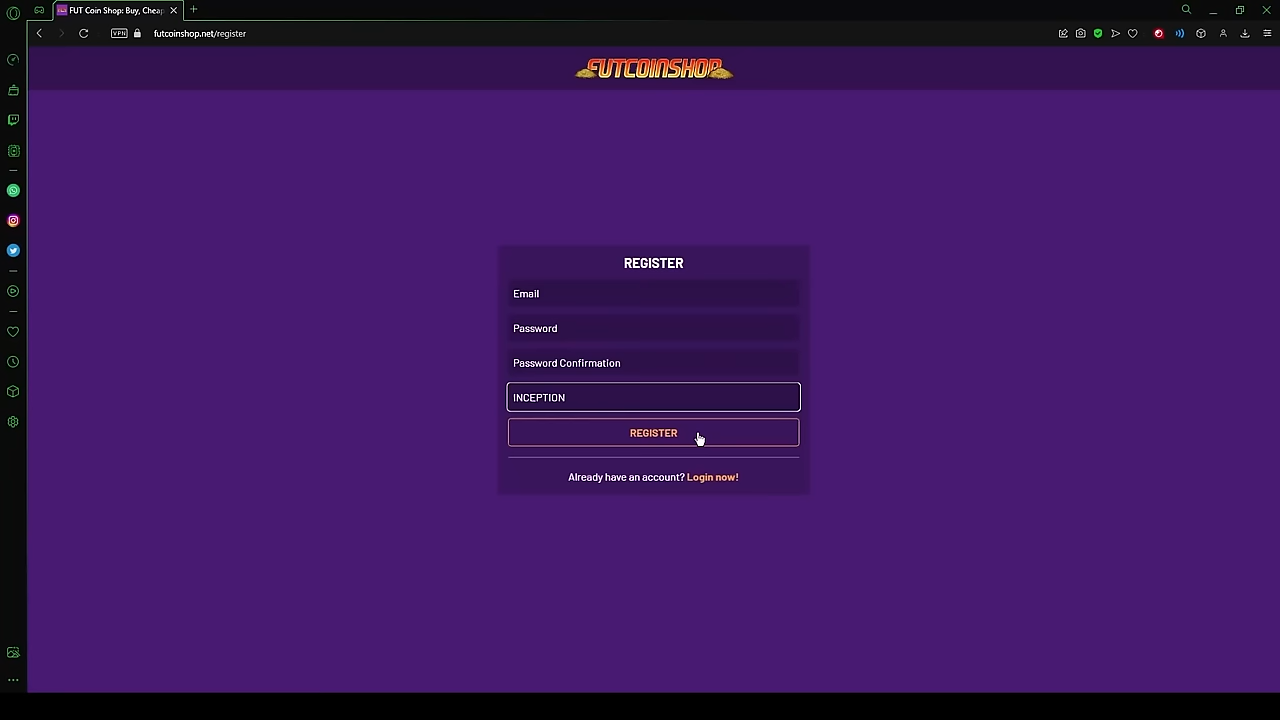 FUT Coin Shop: Buy, Cheap
VPN
futcoinshop.net/register
FUTCOINSHOP
REGISTER
Email
Password
Password Confirmation
INCEPTION
REGISTER
Already have an account? Login now!